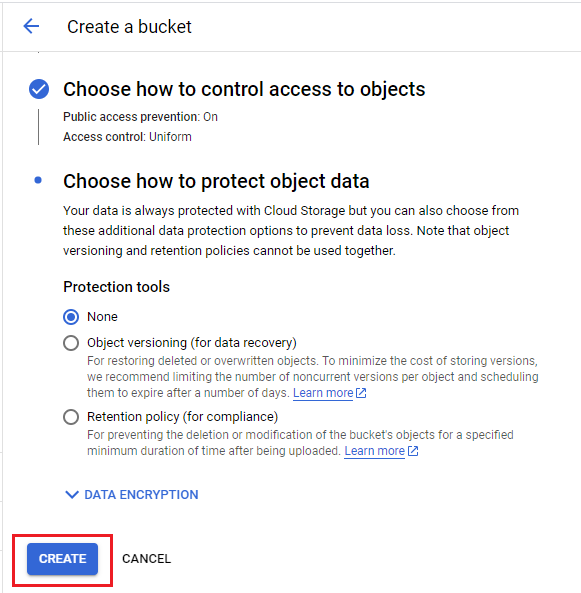 Create a bucket
Choose how to control access to objects
Public access prevention: On
Access control: Uniform
Choose how to protect object data
Your data is always protected with Cloud Storage but you can also choose from
these additional data protection options to prevent data loss. Note that object
versioning and retention policies cannot be used together.
Protection tools
None
Object versioning (for data recovery)
For restoring deleted or overwritten objects. To minimize the cost of storing versions,
we recommend limiting the number of noncurrent versions per object and scheduling
them to expire after a number of days. Learn more
Retention policy (for compliance)
For preventing the deletion or modification of the bucket's objects for a specified
minimum duration of time after being uploaded. Learn more
DATA ENCRYPTION
CREATE CANCEL